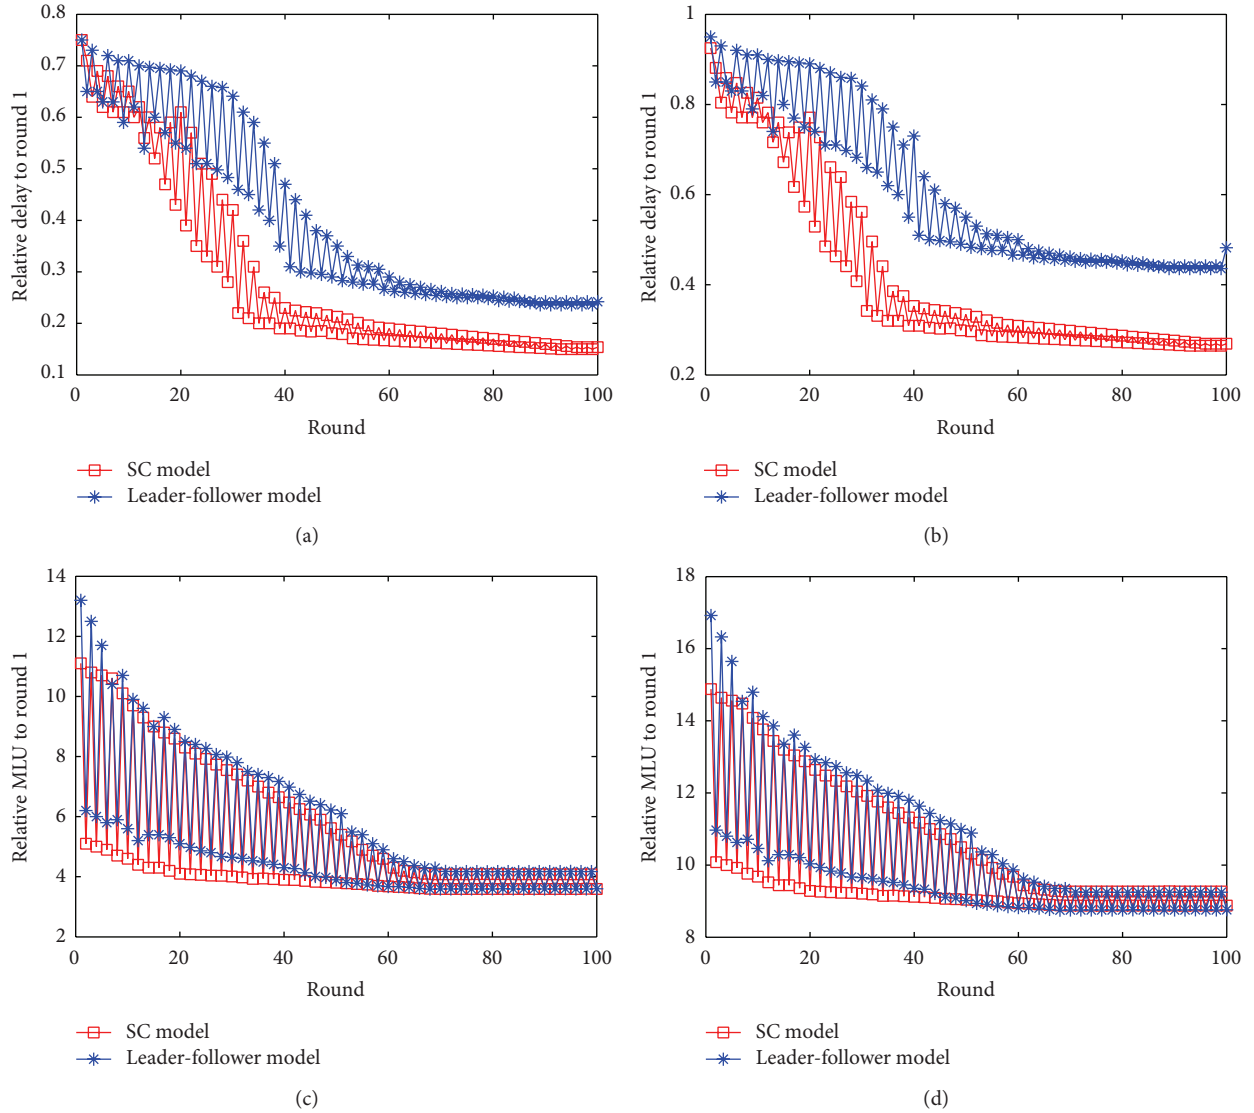 0.8
0.7
0.6
0.5
0.4
0.3
0.2
0.1
Relative delay to round 1
0 20 40 60 80 100
Round
SC model
Leader-follower model
(a)
1
0.8
0.6
0.4
0.2
Relative delay to round 1
0 20 40 60 80 100
Round
SC model
Leader-follower model
(b)
14
12
10
8
6
4
2
Relative MLU to round 1
0 20 40 60 80 100
Round
SC model
Leader-follower model
(c)
18
16
14
12
10
8
Relative MLU to round 1
0 20 40 60 80 100
Round
SC model
Leader-follower model
(d)